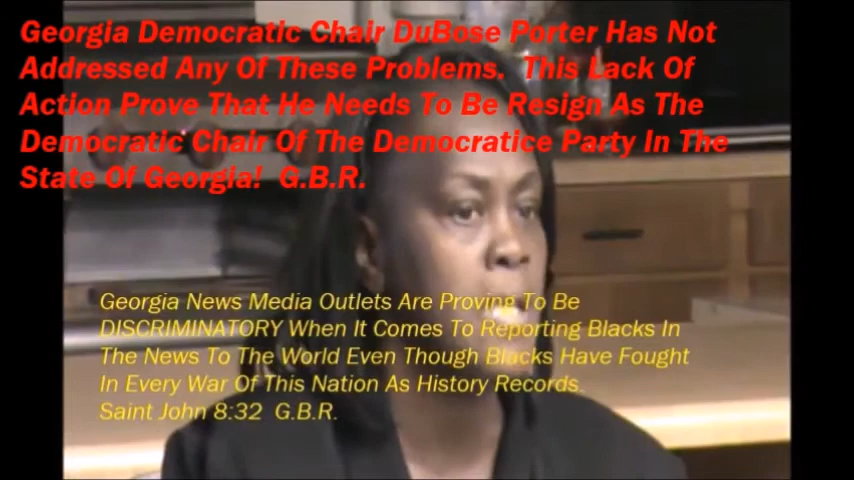 Georgia Democratic Chair DuBose Porter Has Not
Addressed Any Of These Problems. This Lack Of
Action Prove That He Needs To Be Resign As The
Democratic Chair Of The Democratice Party In The
State Of Georgia! G.B.R.
Georgia News Media Outlets Are Proving To Be
DISCRIMINATORY When It Comes To Reporting Blacks In
The News To The World Even Though Blacks Have Fought
In Every War Of This Nation As History Records.
Saint John 8:32 G.B.R.